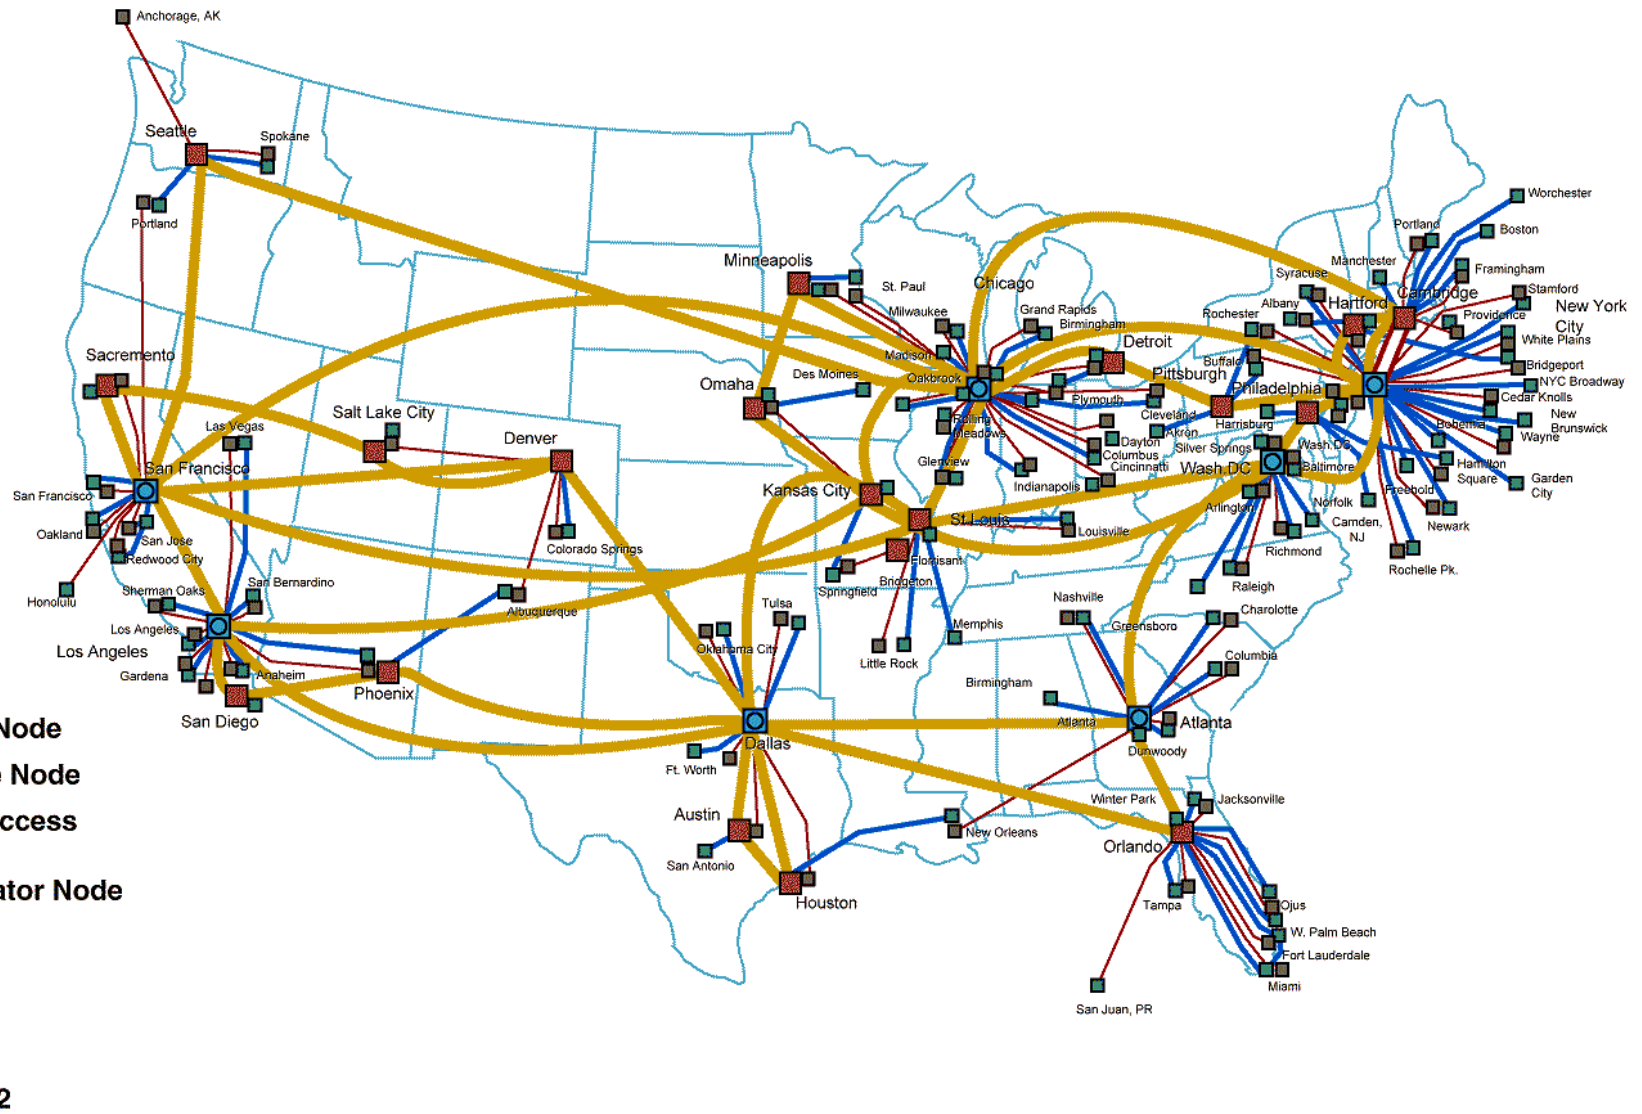 Anchorage, AK
Seattle
Spokane
Portland
Worchester
Portland
Boston
Minneapolis
Manchester
Framingham
Syracuse
St. Paul
Chicago
Cambridge
Stamford
Albany
Hartford
New York
City
Milwaukee
Grand Rapids
Rochester
Providence
Birmingham
White Plains
Sacremento
Madison
Detroit
Buffalo
Bridgeport
Des Moines
Oakbrook
Pittsburgh
Omaha
Philadelphia
NYC Broadway
Plymouth
Cedar Knolls
Salt Lake City
Cleveland
New
Brunswick
Rolling
Meadows
Harrisburg
Bohemia
Las Vegas
Akron
Wayne
Denver
Dayton
Silver Springs
Wash.DC
Columbus
Glenview
Cincinnati
Wash.DC
Baltimore
Hamilton
Square
San Francisco
Garden
City
San Francisco
Kansas City
Indianapolis
Freehold
Norfolk
Arlington
Oakland
St.Louis
Camden,
NJ
Newark
San Jose
Louisville
Colorado Springs
Richmond
Redwood City
Florissant
Rochelle Pk.
Bridgeton
Raleigh
Honolulu
Sherman Oaks
San Bernardino
Springfield
Albuquerque
Tulsa
Nashville
Charolotte
Los Angeles
Greensboro
Memphis
Los Angeles
Oklahoma City
Little Rock
Columbia
Gardena
Anaheim
Birmingham
Phoenix
San Diego
Atlanta
Atlanta
Node
Dallas
Dunwoody
Ft. Worth
e Node
Winter Park
Jacksonville
ccess
Austin
New Orleans
Orlando
San Antonio
ator Node
Houston
Tampa
Ojus
W. Palm Beach
Fort Lauderdale
Miami
San Juan, PR
2